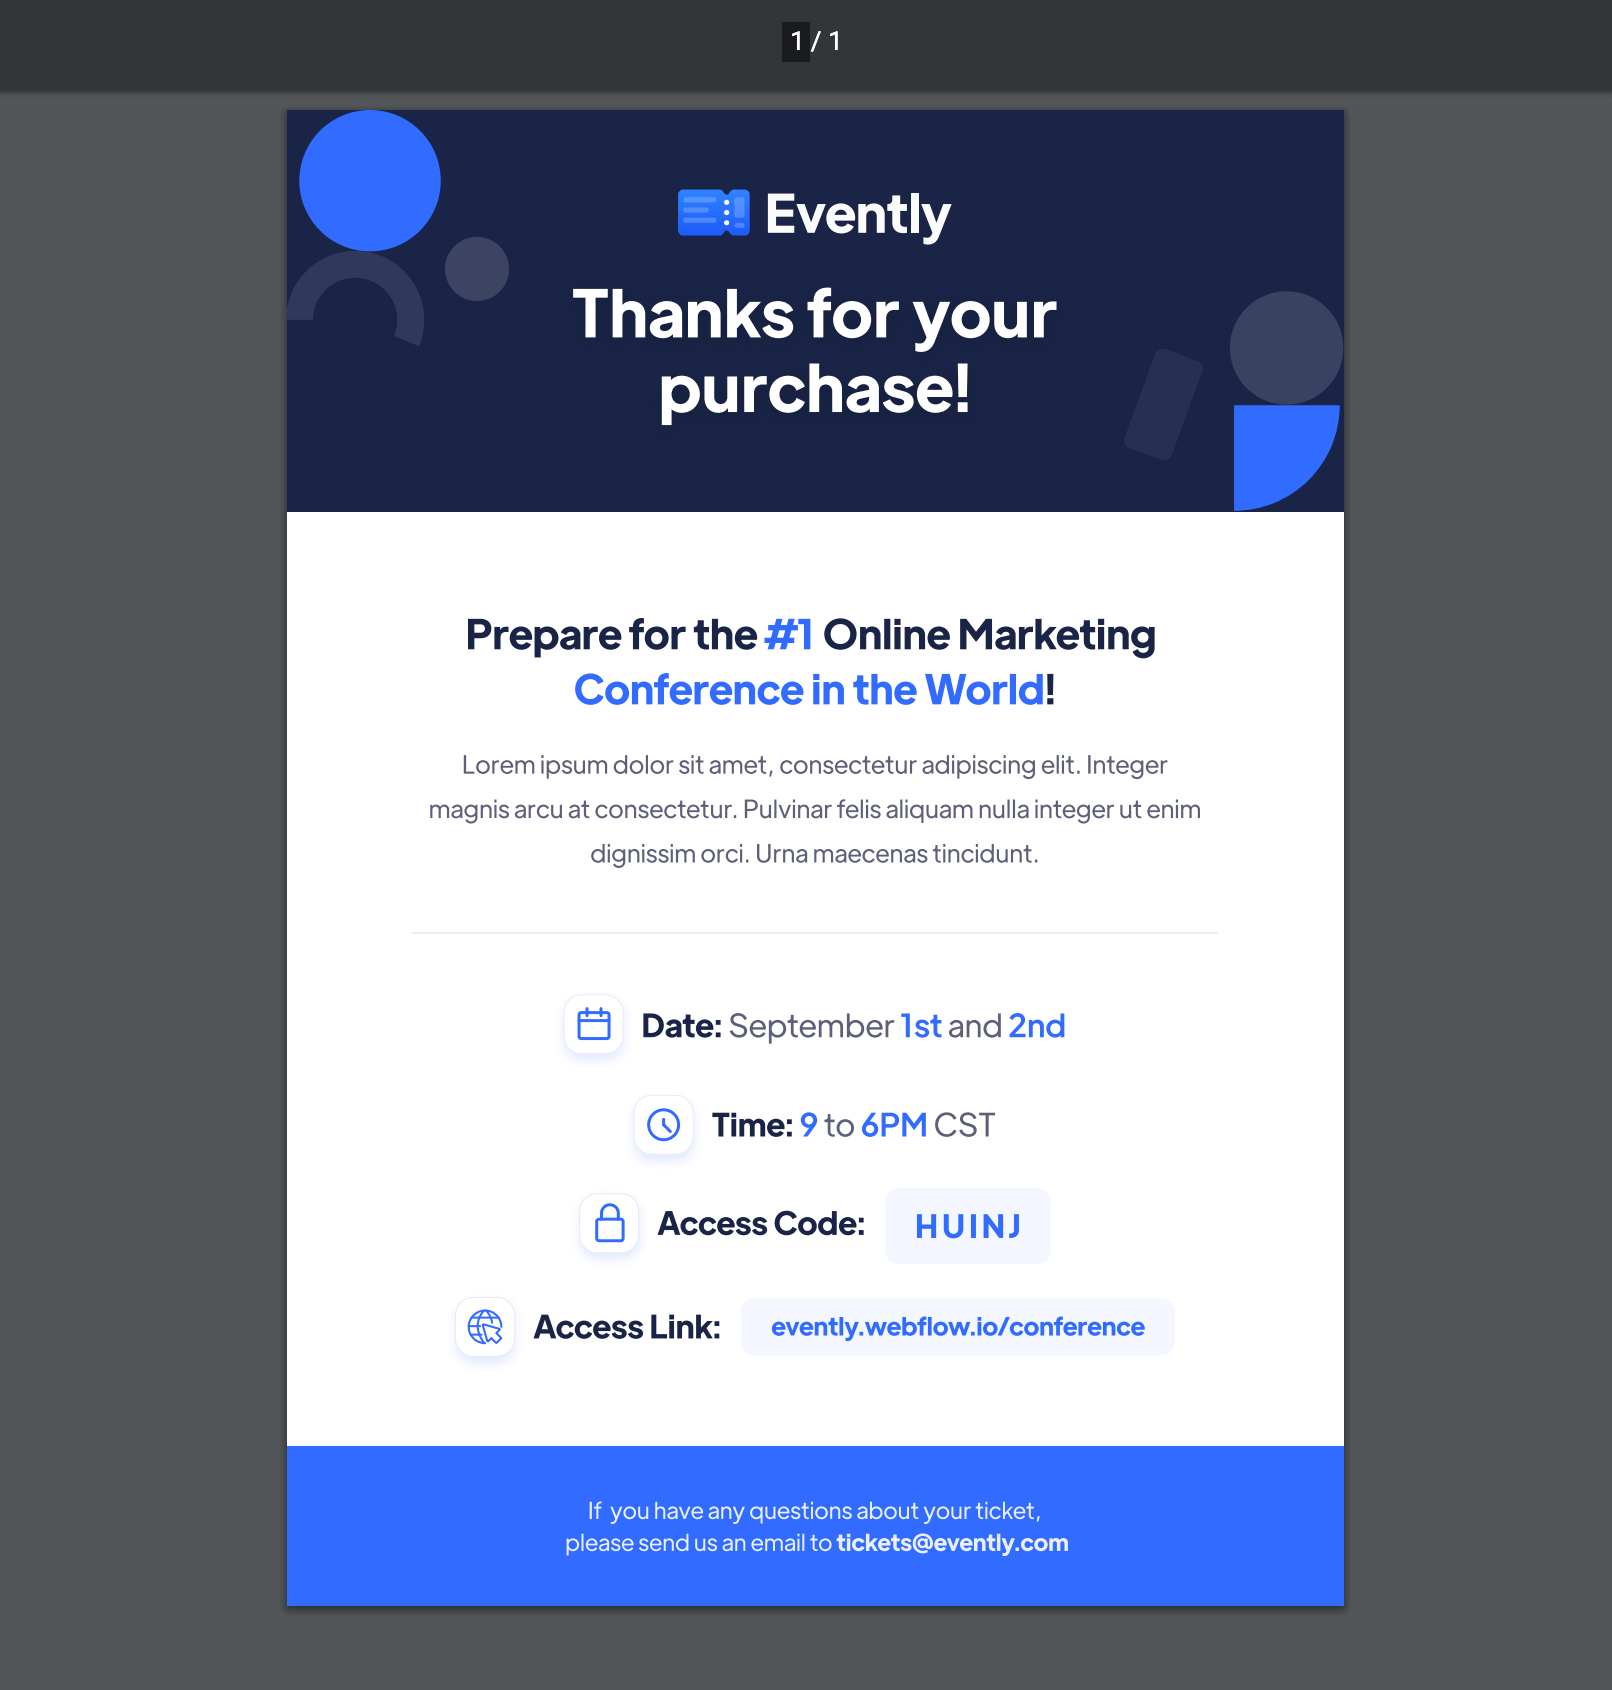 1 / 1
Evently
Thanks for your
purchase!
Prepare for the #1 Online Marketing
Conference in the World!
Lorem ipsum dolor sit amet, consectetur adipiscing elit. Integer
magnis arcu at consectetur. Pulvinar felis aliquam nulla integer ut enim
dignissim orci. Urna maecenas tincidunt.
Date: September 1st and 2nd
Time: 9 to 6PM CST
Access Code: HUINJ
Access Link: evently.webflow.io/conference
If you have any questions about your ticket,
please send us an email to tickets@evently.com